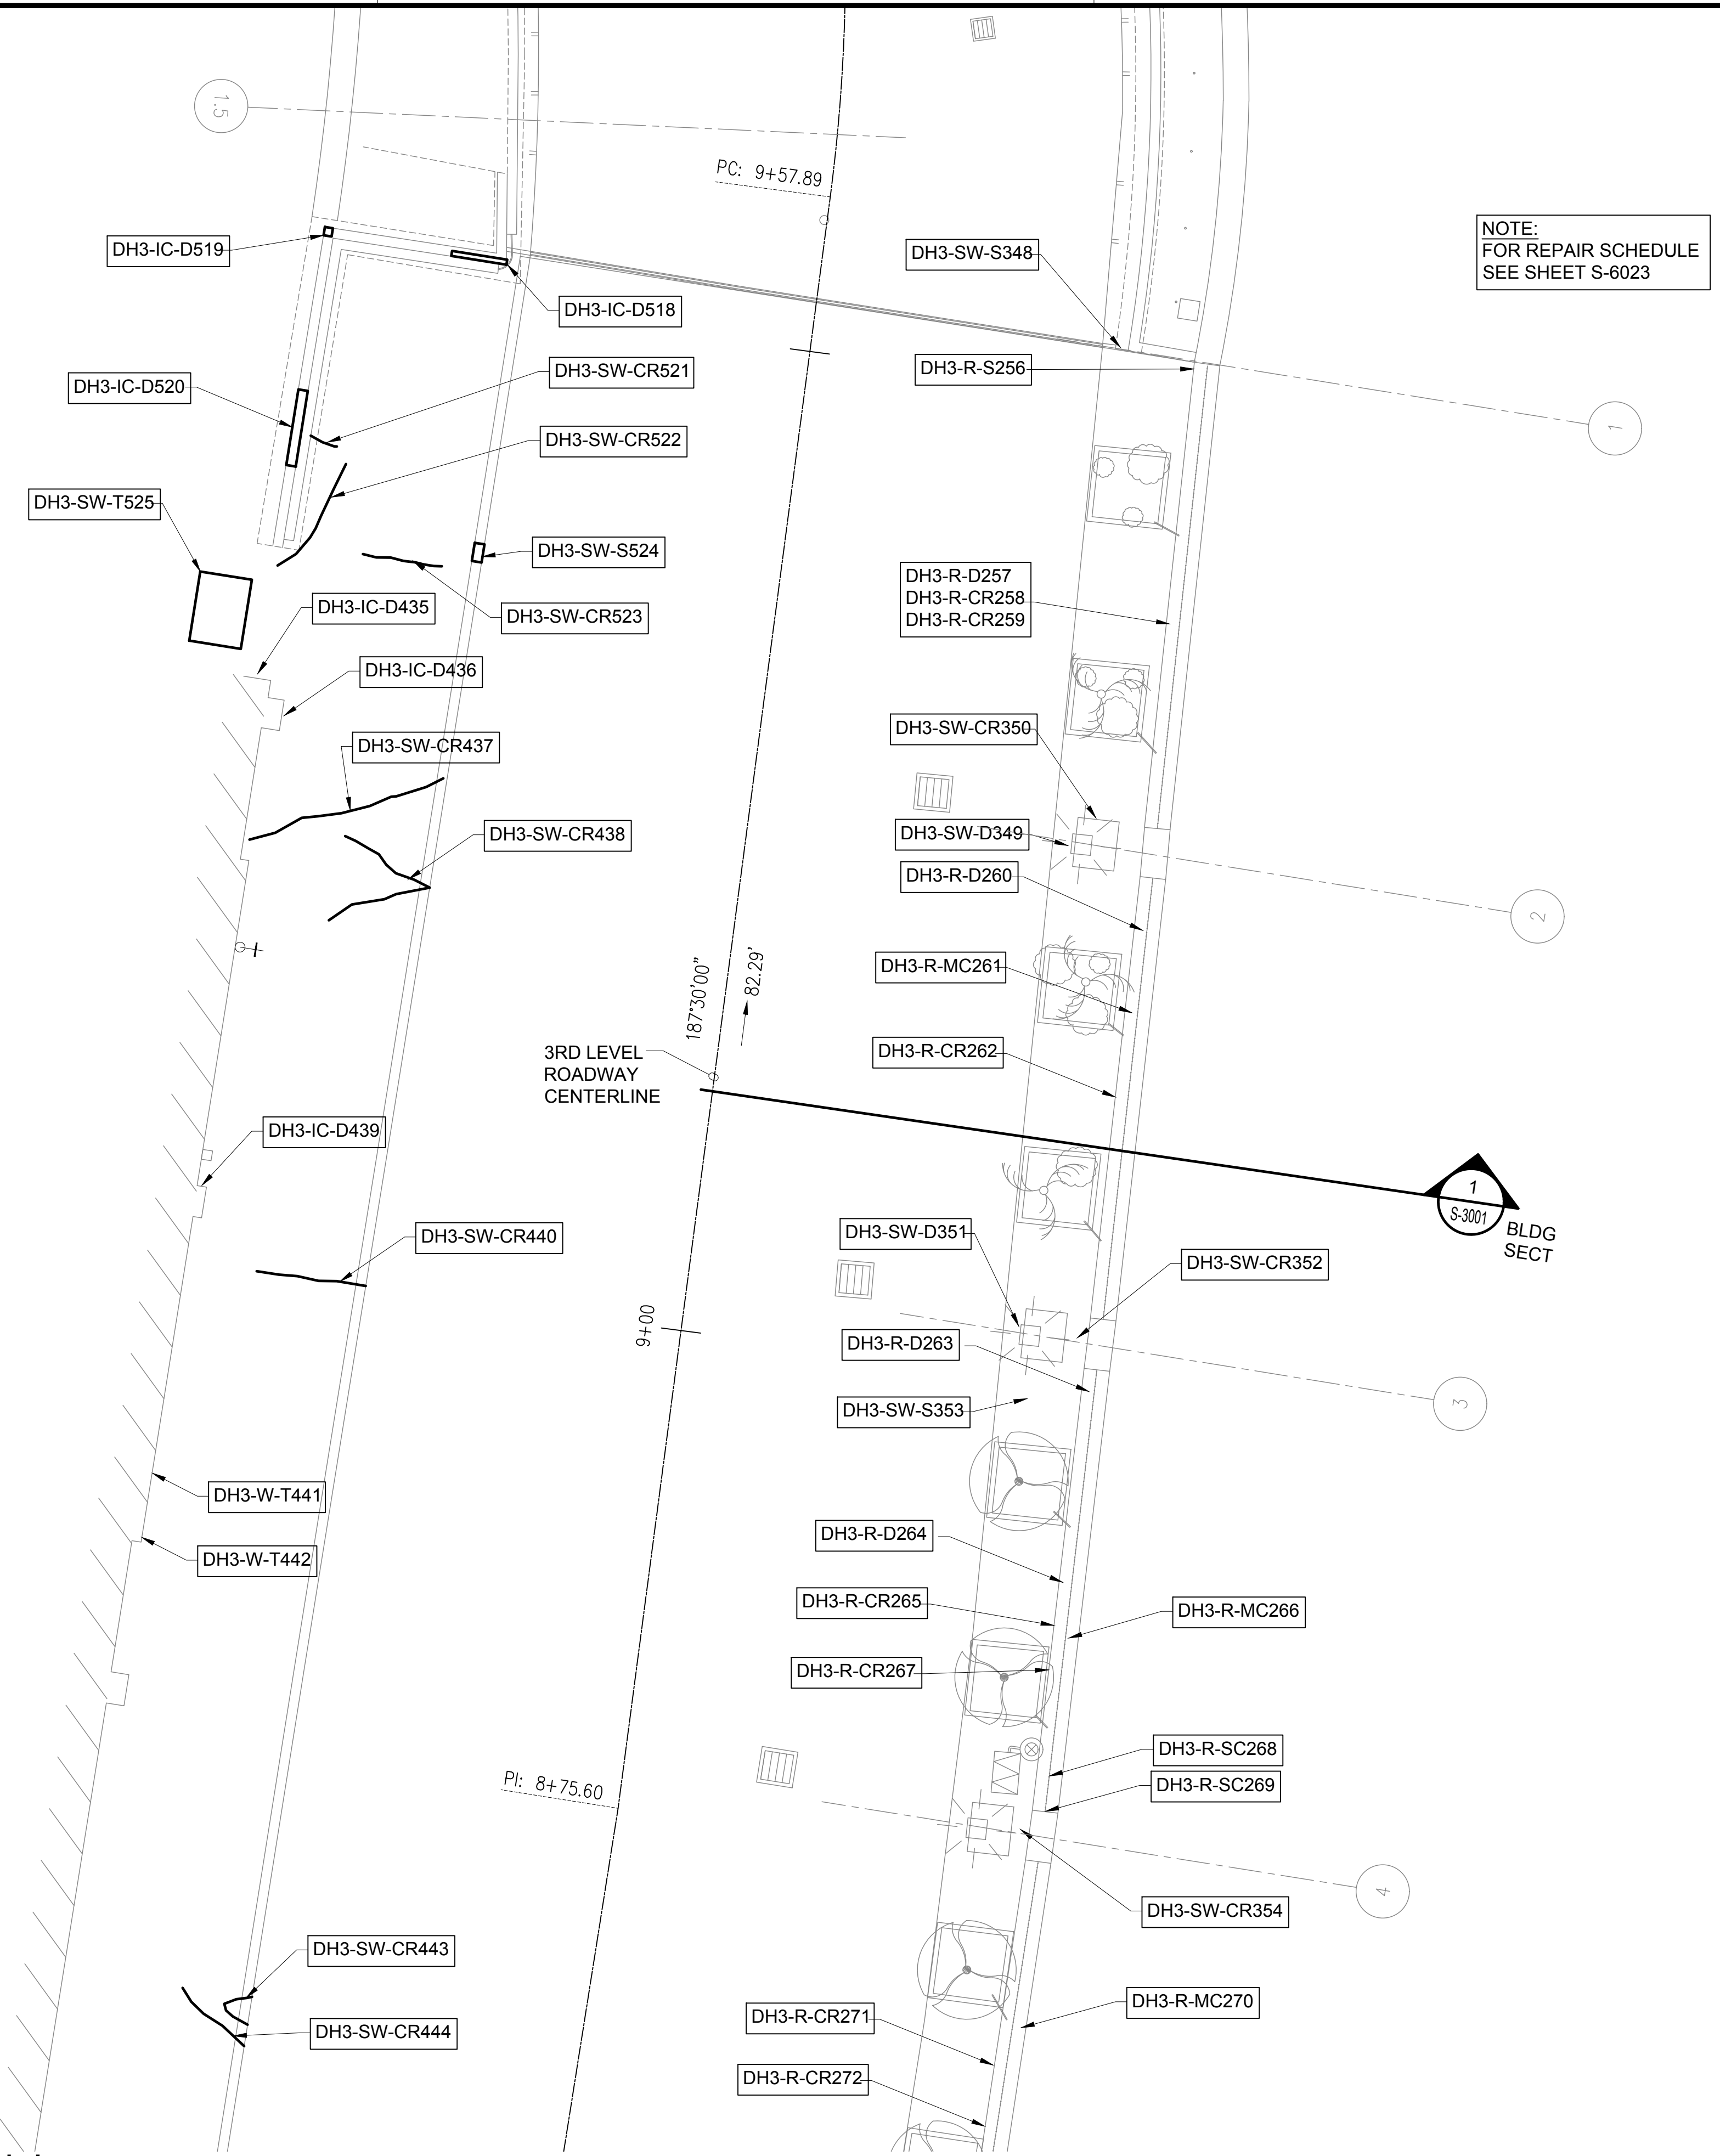 1.5
PC: 9+57.89
NOTE:
FOR REPAIR SCHEDULE
SEE SHEET S-6023
DH3-IC-D519
DH3-SW-S348
DH3-IC-D518
DH3-R-S256
DH3-SW-CR521
DH3-IC-D520
1
DH3-SW-CR522
DH3-SW-T525
DH3-SW-S524
DH3-R-D257
DH3-R-CR258
DH3-R-CR259
DH3-IC-D435
DH3-SW-CR523
DH3-IC-D436
DH3-SW-CR350
DH3-SW-CR437
DH3-SW-CR438
DH3-SW-D349
DH3-R-D260
2
DH3-R-MC261
187°30'00"
82.29'
3RD LEVEL
ROADWAY
CENTERLINE
DH3-R-CR262
DH3-IC-D439
1
S-3001
BLDG
SECT
DH3-SW-CR440
DH3-SW-D351
DH3-SW-CR352
9+00
DH3-R-D263
3
DH3-SW-S353
DH3-W-T441
DH3-R-D264
DH3-W-T442
DH3-R-CR265
DH3-R-MC266
DH3-R-CR267
DH3-R-SC268
PI: 8+75.60
DH3-R-SC269
4
DH3-SW-CR354
DH3-SW-CR443
DH3-R-MC270
DH3-R-CR271
DH3-SW-CR444
DH3-R-CR272